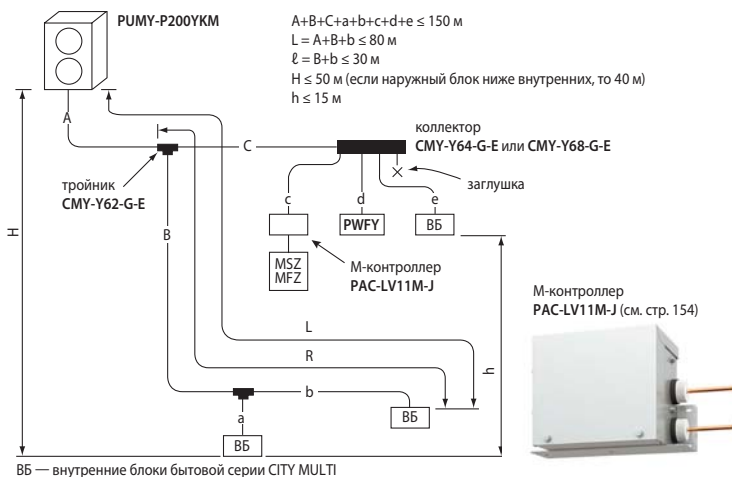 PUMY-P200YKM
A+B+C+a+b+c+d+e ≤ 150 м
L = A+B+b ≤ 80 м
ℓ = B+b ≤ 30 м
H ≤ 50 м (если наружный блок ниже внутренних, то 40 м)
h ≤ 15 м
A
C
коллектор
CMY-Y64-G-E или CMY-Y68-G-E
тройник
CMY-Y62-G-E
заглушка
c
d
e
H
B
PWFY
ВБ
MSZ
MFZ
М-контроллер
PAC-LV11M-J
М-контроллер
PAC-LV11M-J (см. стр. 154)
L
R
h
b
a
ВБ
ВБ
ВБ — внутренние блоки бытовой серии CITY MULTI